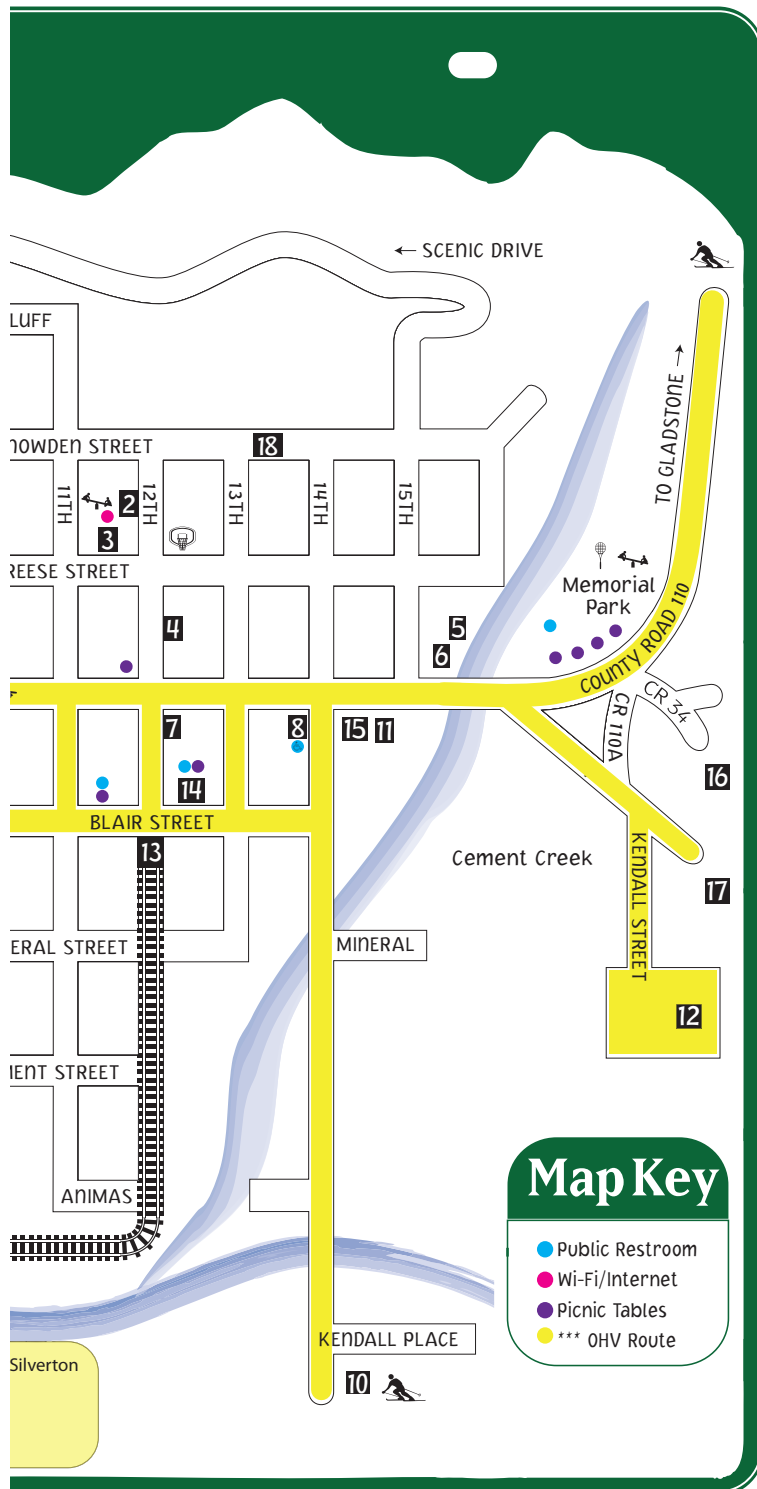 ← SCENIC DRIVE
LUFF
TO GLADSTONE →
NOWDEN STREET
18
11TH
12TH
13TH
14TH
15TH
2
3
REESE STREET
Memorial
Park
4
5
6
COUNTY ROAD 110
CR 34
CR 110A
7
8
15
11
16
14
BLAIR STREET
13
Cement Creek
KENDALL STREET
17
ERAL STREET
MINERAL
12
MENT STREET
ANIMAS
Map Key
Public Restroom
Wi-Fi/Internet
Picnic Tables
*** OHV Route
KENDALL PLACE
Silverton
10